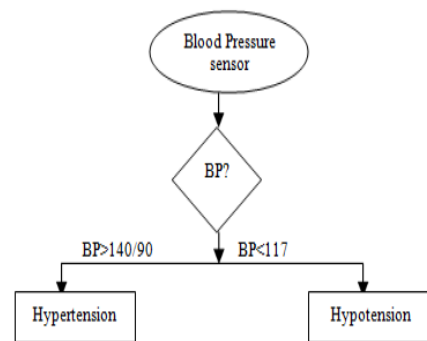 Blood Pressure
sensor
BP?
BP>140/90
BP<117
Hypertension
Hypotension